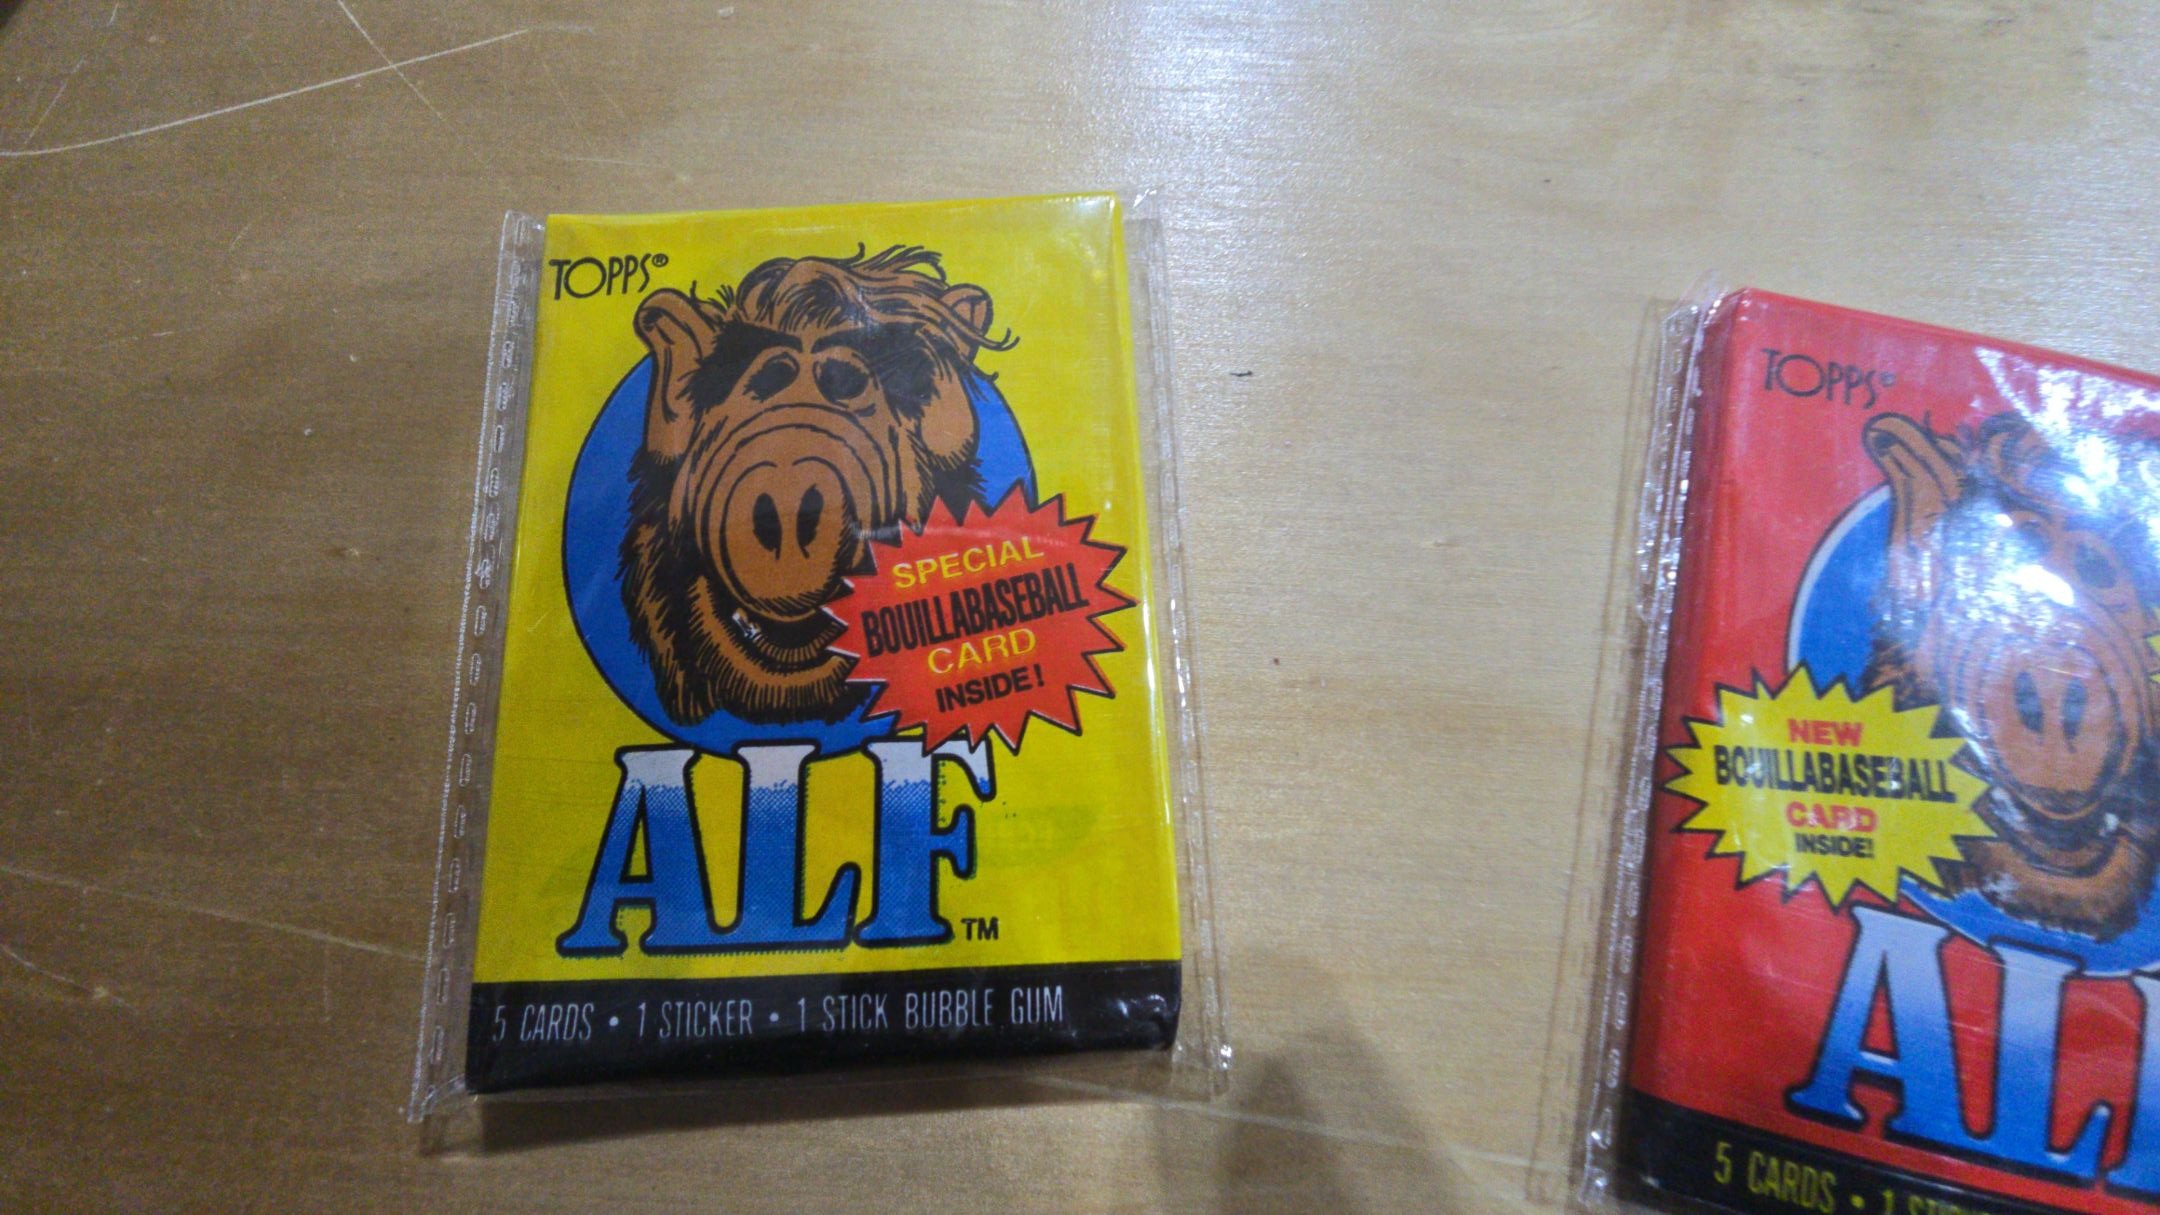 TOPPS®
SPECIAL
BOUILLABASEBALL
CARD
INSIDE!
ALF™
5 CARDS • 1 STICKER • 1 STICK BUBBLE GUM
TOPPS®
NEW
BOUILLABASEBALL
CARD
INSIDE!
AL
5 CARDS • 1